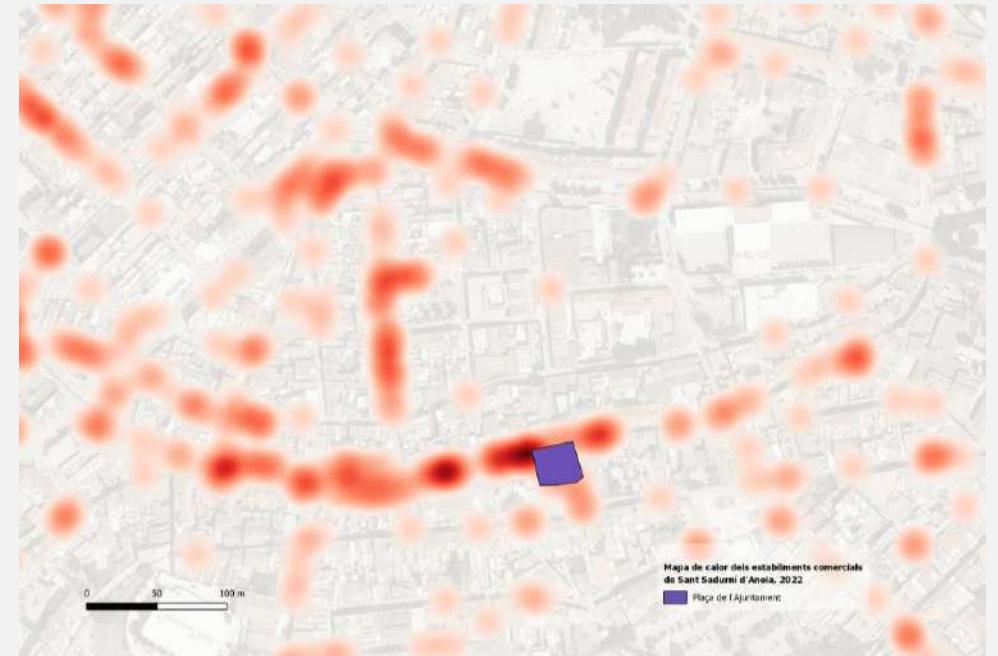 Mapa de calor dels establiments comercials
de Sant Sadurní d'Anoia, 2022
Plaça de l'Ajuntament
0 50 100 m